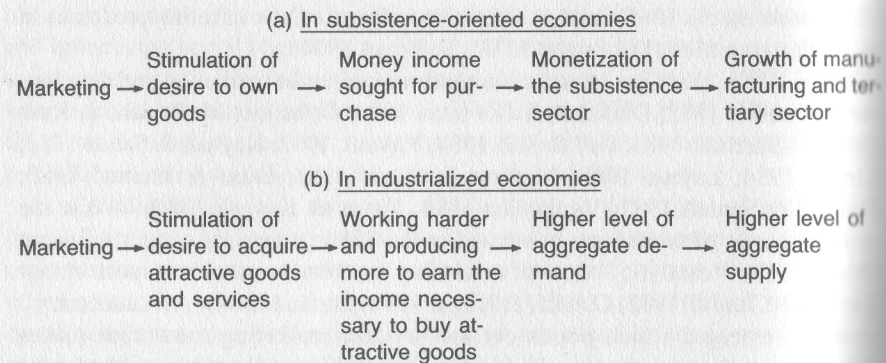 (a) In subsistence-oriented economies
Stimulation of Money income Monetization of Growth of manu-
Marketing → desire to own → sought for pur- → the subsistence → facturing and ter-
goods chase sector tiary sector
(b) In industrialized economies
Stimulation of Working harder Higher level of Higher level of
Marketing → desire to acquire → and producing → aggregate de- → aggregate
attractive goods more to earn the mand supply
and services income neces-
sary to buy at-
tractive goods